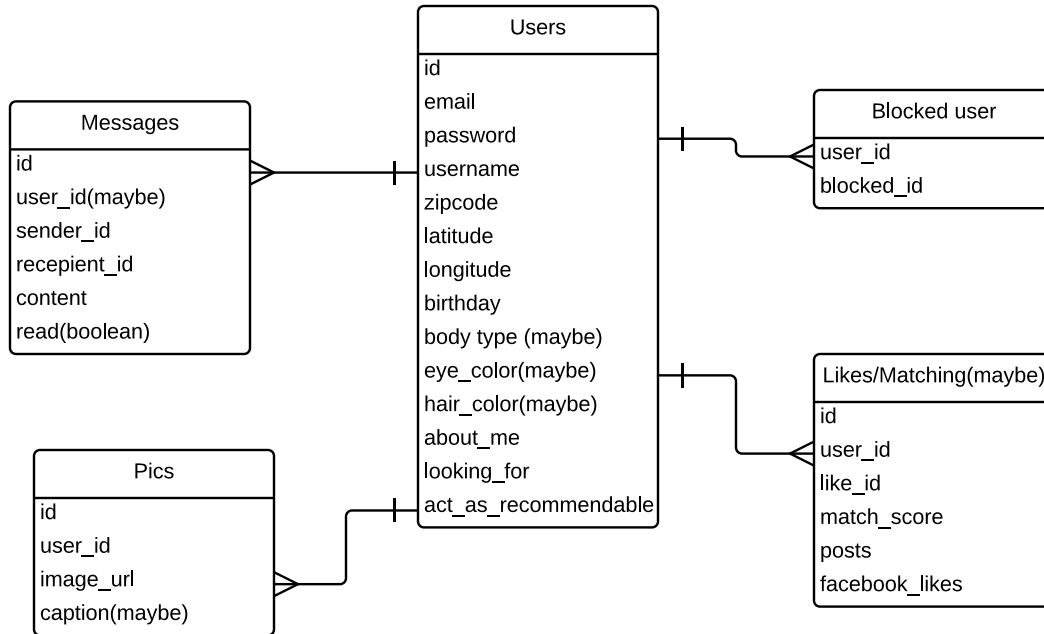 Users
id
email
password
username
zipcode
latitude
longitude
birthday
body type (maybe)
eye_color(maybe)
hair_color(maybe)
about_me
looking_for
act_as_recommendable
Messages
id
user_id(maybe)
sender_id
recepient_id
content
read(boolean)
Pics
id
user_id
image_url
caption(maybe)
Blocked user
user_id
blocked_id
Likes/Matching(maybe)
id
user_id
like_id
match_score
posts
facebook_likes